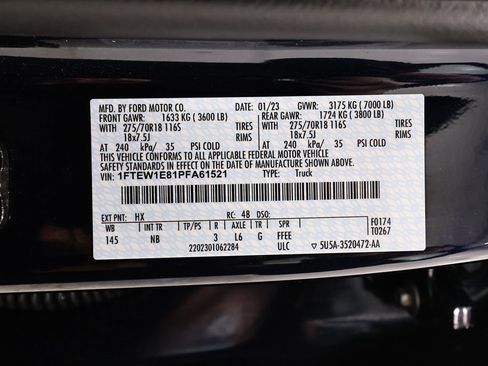 MFD. BY FORD MOTOR CO. 01/23 GVWR: 3175 KG ( 7000 LB)
FRONT GAWR: 1633 KG ( 3600 LB) REAR GAWR: 1724 KG ( 3800 LB)
WITH 275/70R18 116S TIRES WITH 275/70R18 116S TIRES
18x7.5J RIMS 18x7.5J RIMS
AT 240 kPa/ 35 PSI COLD AT 240 kPa/ 35 PSI COLD
THIS VEHICLE CONFORMS TO ALL APPLICABLE FEDERAL MOTOR VEHICLE
SAFETY STANDARDS IN EFFECT ON THE DATE OF MANUFACTURE SHOWN ABOVE.
VIN: 1FTEW1E81PFA61521 TYPE: Truck
EXT PNT: HX RC: 48 DSO:
WB INT TR TP/PS R AXLE TR SPR F0174
145 NB 3 L6 G FFEE T0267
2202301062284 ULC 5U5A-3520472-AA